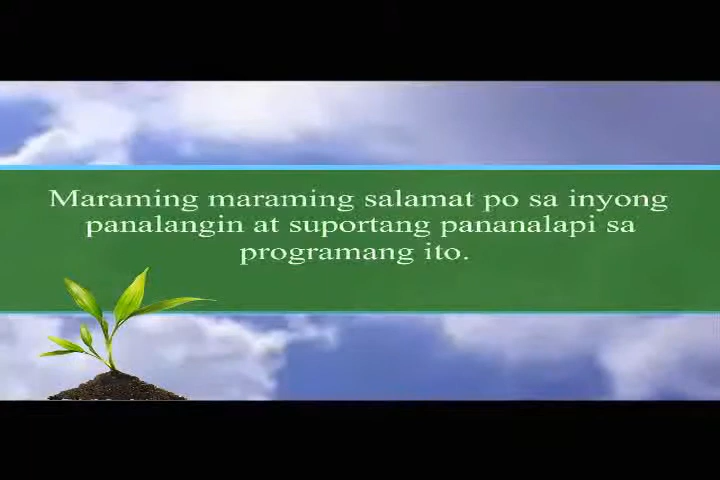 Maraming maraming salamat po sa inyong
panalangin at suportang pananalapi sa
programang ito.